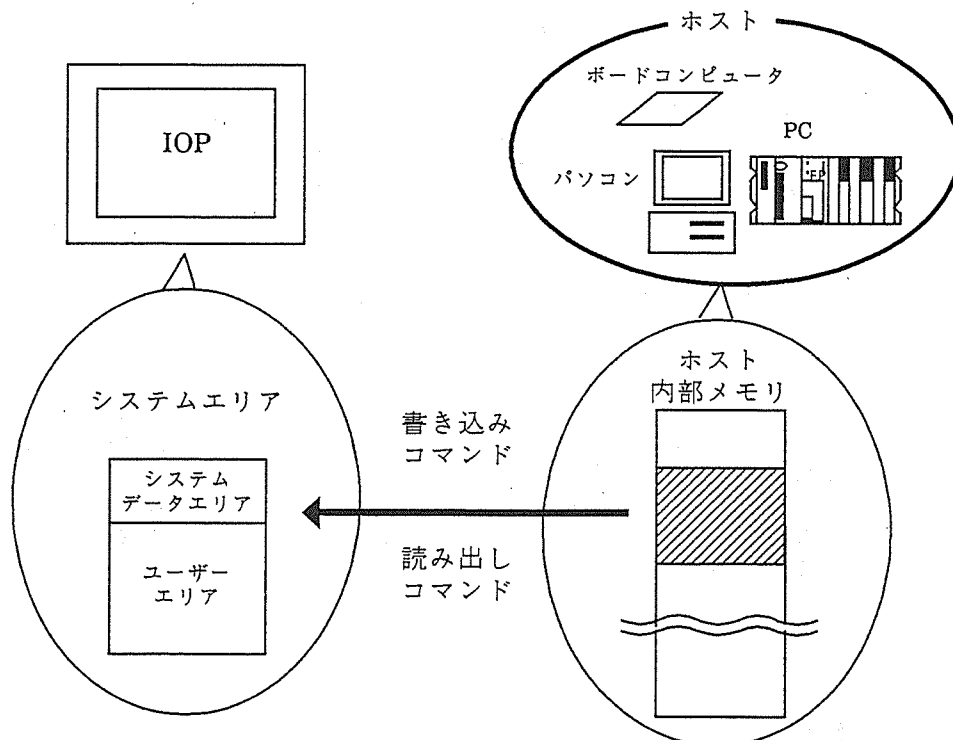 ホスト
ボードコンピュータ
IOP
PC
パソコン
EP
システムエリア
システム
データエリア
ユーザー
エリア
書き込み
コマンド
読み出し
コマンド
ホスト
内部メモリ